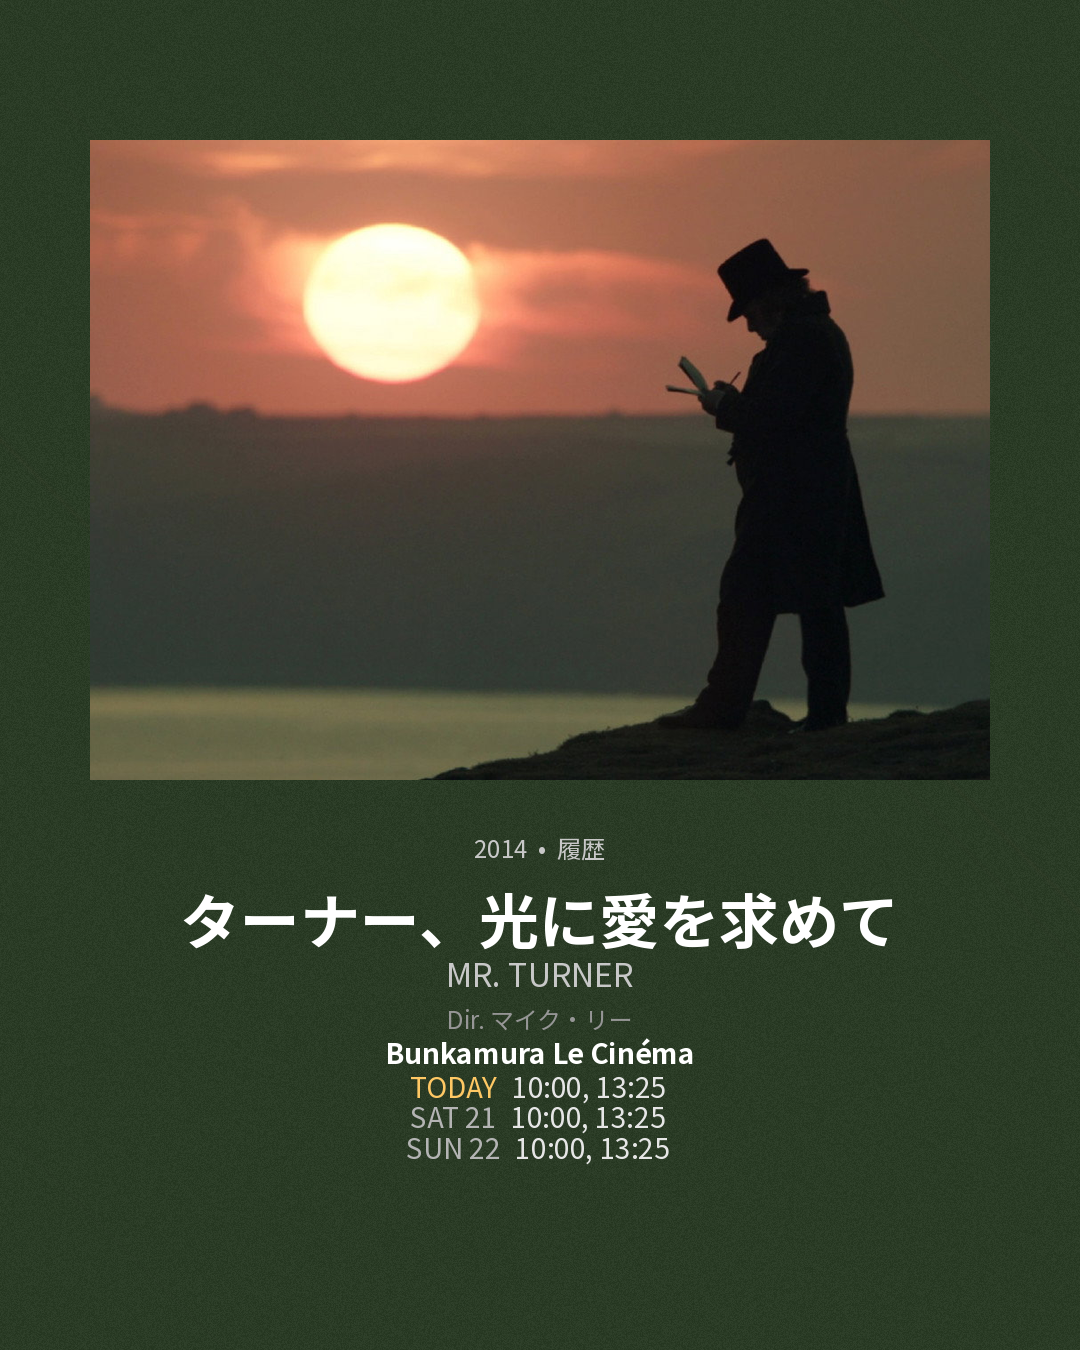 2014 • 履歴
ターナー、光に愛を求めて
MR. TURNER
Dir. マイク・リー
Bunkamura Le Cinéma
TODAY 10:00, 13:25
SAT 21 10:00, 13:25
SUN 22 10:00, 13:25